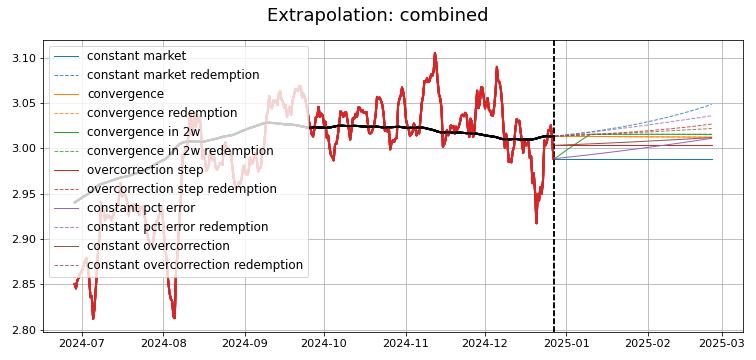 Extrapolation: combined
constant market
constant market redemption
convergence
convergence redemption
convergence in 2w
convergence in 2w redemption
overcorrection step
overcorrection step redemption
constant pct error
constant pct error redemption
constant overcorrection
constant overcorrection redemption
3.10
3.05
3.00
2.95
2.90
2.85
2.80
2024-07 2024-08 2024-09 2024-10 2024-11 2024-12 2025-01 2025-02 2025-03